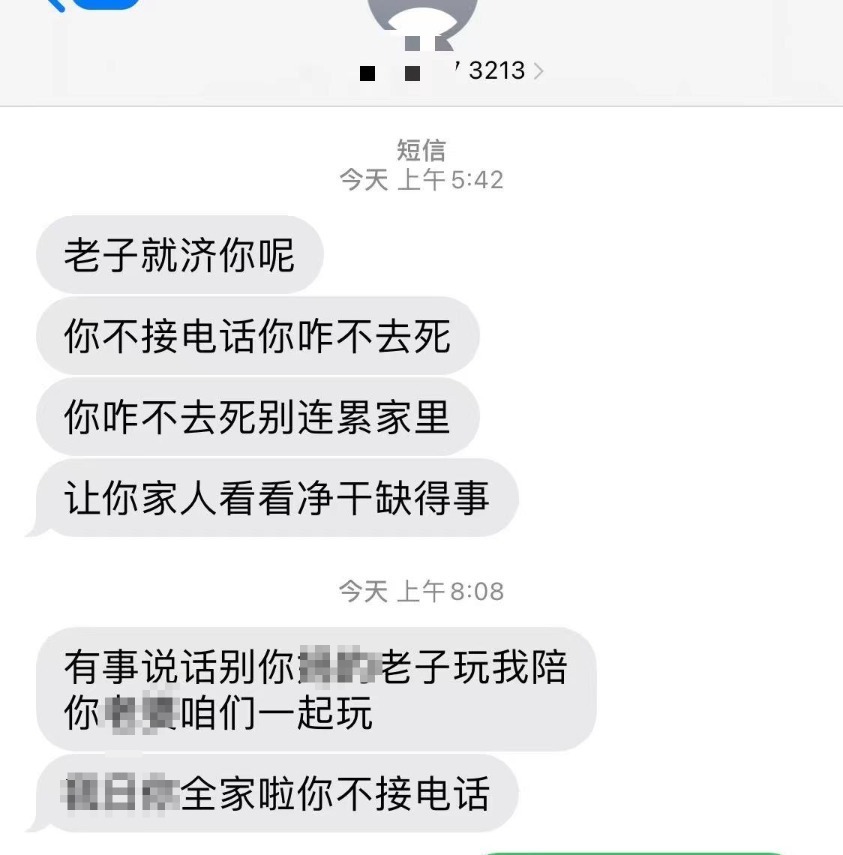 3213
短信
今天 上午 5:42
老子就济你呢
你不接电话你咋不去死
你咋不去死别连累家里
让你家人看看净干缺得事
今天 上午 8:08
有事说话别你老子玩我陪
你咱们一起玩
全家啦你不接电话